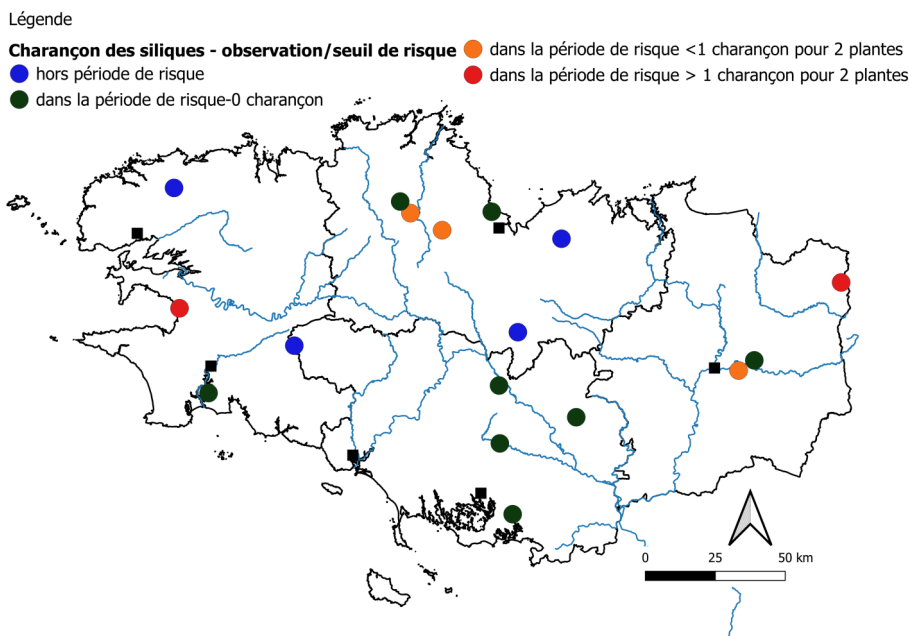 Légende
Charançon des siliques - observation/seuil de risque
hors période de risque
dans la période de risque-0 charançon
dans la période de risque <1 charançon pour 2 plantes
dans la période de risque > 1 charançon pour 2 plantes
0 25 50 km